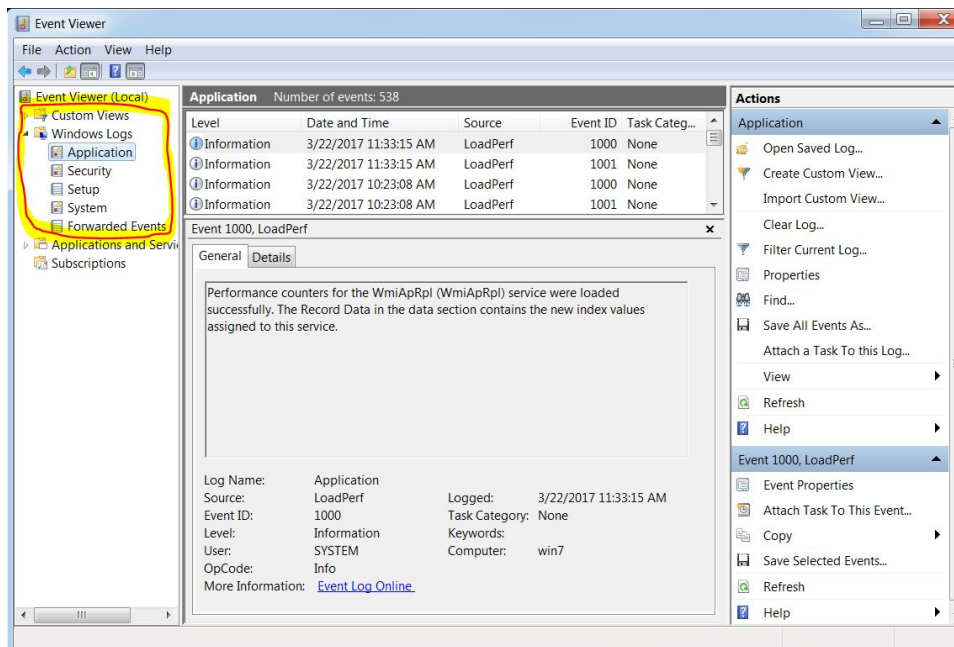 Event Viewer
File Action View Help
Event Viewer (Local)
Custom Views
Windows Logs
Application
Security
Setup
System
Forwarded Events
Applications and Servi
Subscriptions
Application Number of events: 538
Level Date and Time Source Event ID Task Categ...
Information 3/22/2017 11:33:15 AM LoadPerf 1000 None
Information 3/22/2017 11:33:15 AM LoadPerf 1001 None
Information 3/22/2017 10:23:08 AM LoadPerf 1000 None
Information 3/22/2017 10:23:08 AM LoadPerf 1001 None
Event 1000, LoadPerf
General Details
Performance counters for the WmiApRpl (WmiApRpl) service were loaded
successfully. The Record Data in the data section contains the new index values
assigned to this service.
Log Name: Application
Source: LoadPerf Logged: 3/22/2017 11:33:15 AM
Event ID: 1000 Task Category: None
Level: Information Keywords:
User: SYSTEM Computer: win7
OpCode: Info
More Information: Event Log Online
Actions
Application
Open Saved Log...
Create Custom View...
Import Custom View...
Clear Log...
Filter Current Log...
Properties
Find...
Save All Events As...
Attach a Task To this Log...
View
Refresh
Help
Event 1000, LoadPerf
Event Properties
Attach Task To This Event...
Copy
Save Selected Events...
Refresh
Help